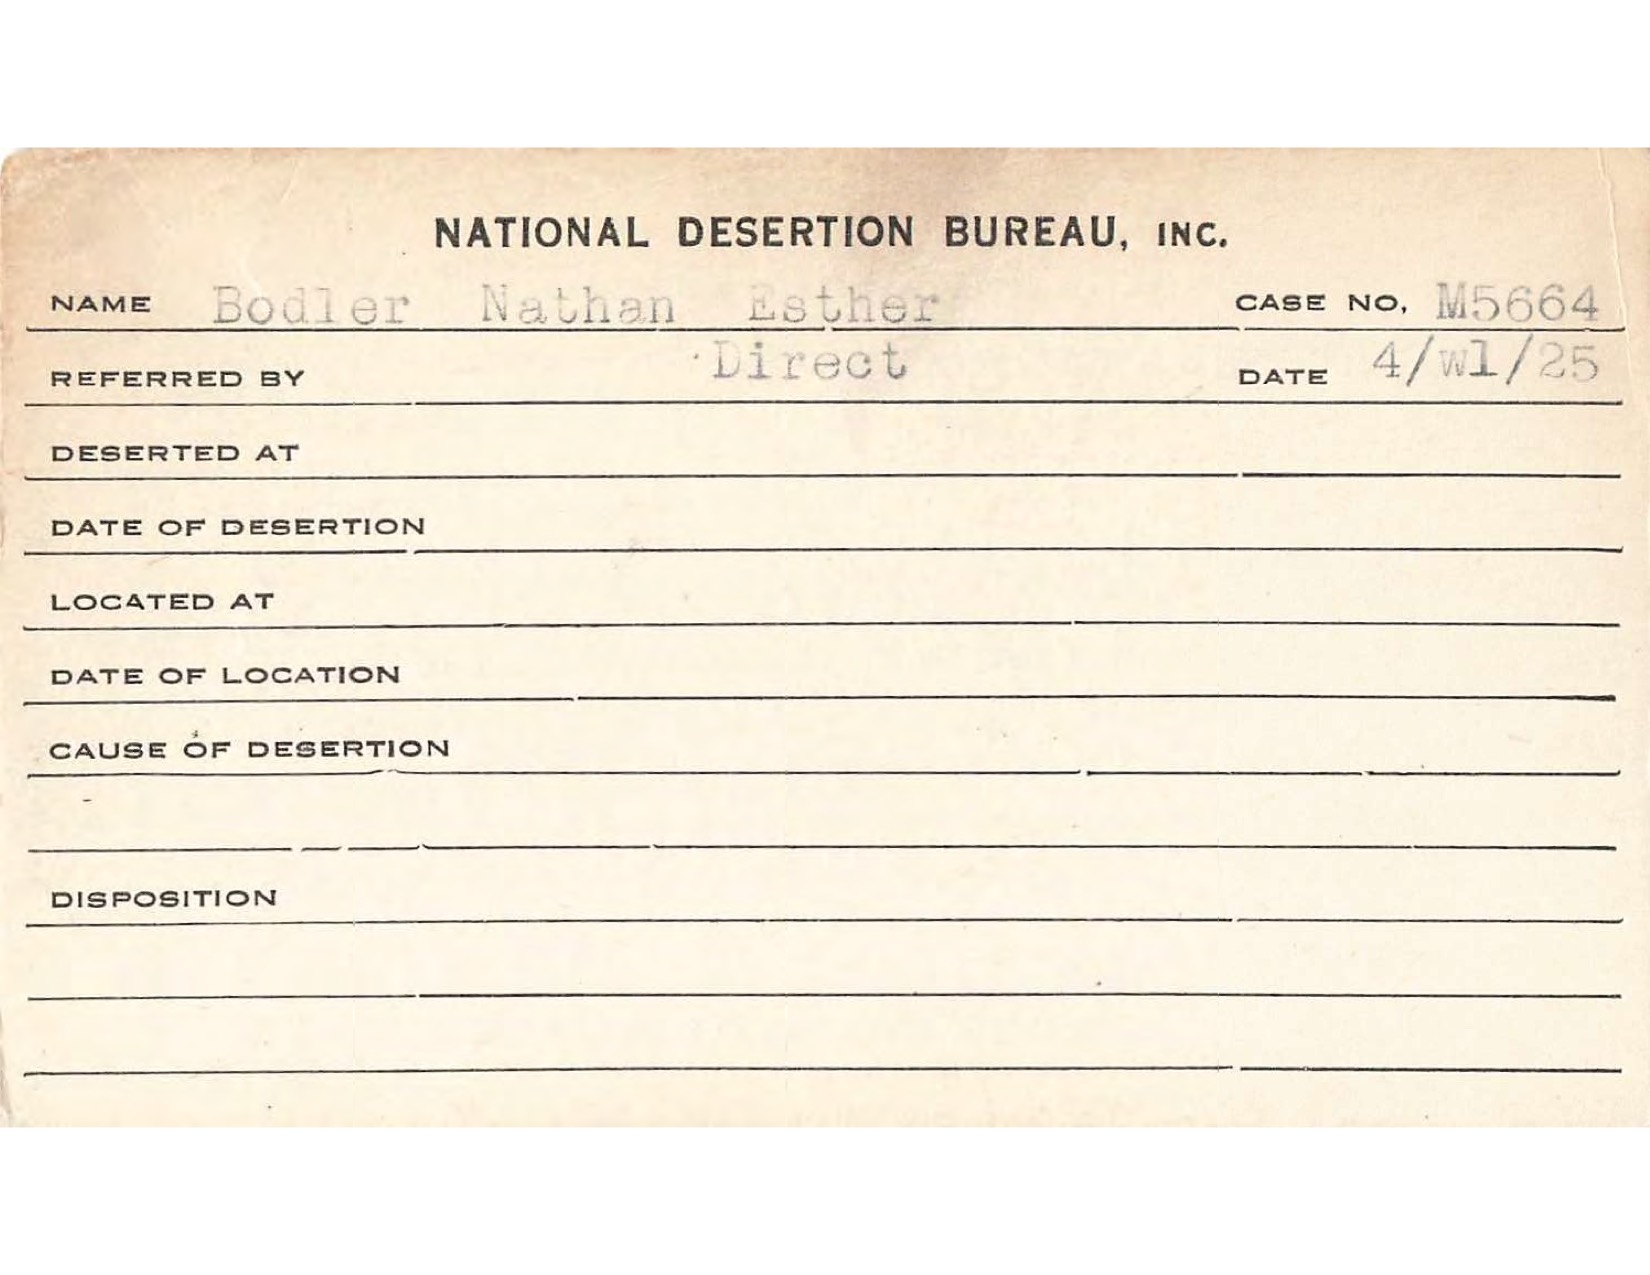 NATIONAL DESERTION BUREAU, INC.
NAME Bodler Nathan Esther CASE NO. M5664
REFERRED BY Direct DATE 4/w1/25
DESERTED AT
DATE OF DESERTION
LOCATED AT
DATE OF LOCATION
CAUSE OF DESERTION
DISPOSITION